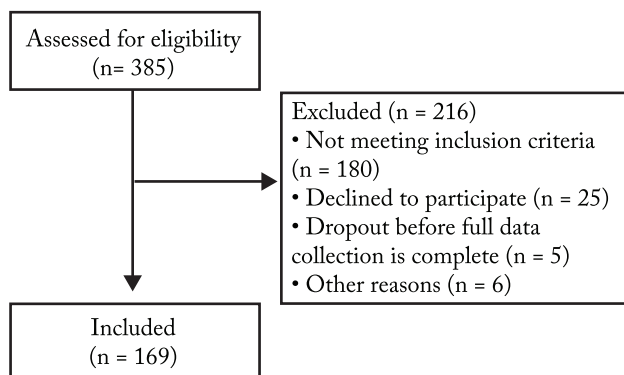 Assessed for eligibility
(n= 385)
Excluded (n = 216)
• Not meeting inclusion criteria
(n = 180)
• Declined to participate (n = 25)
• Dropout before full data
collection is complete (n = 5)
• Other reasons (n = 6)
Included
(n = 169)